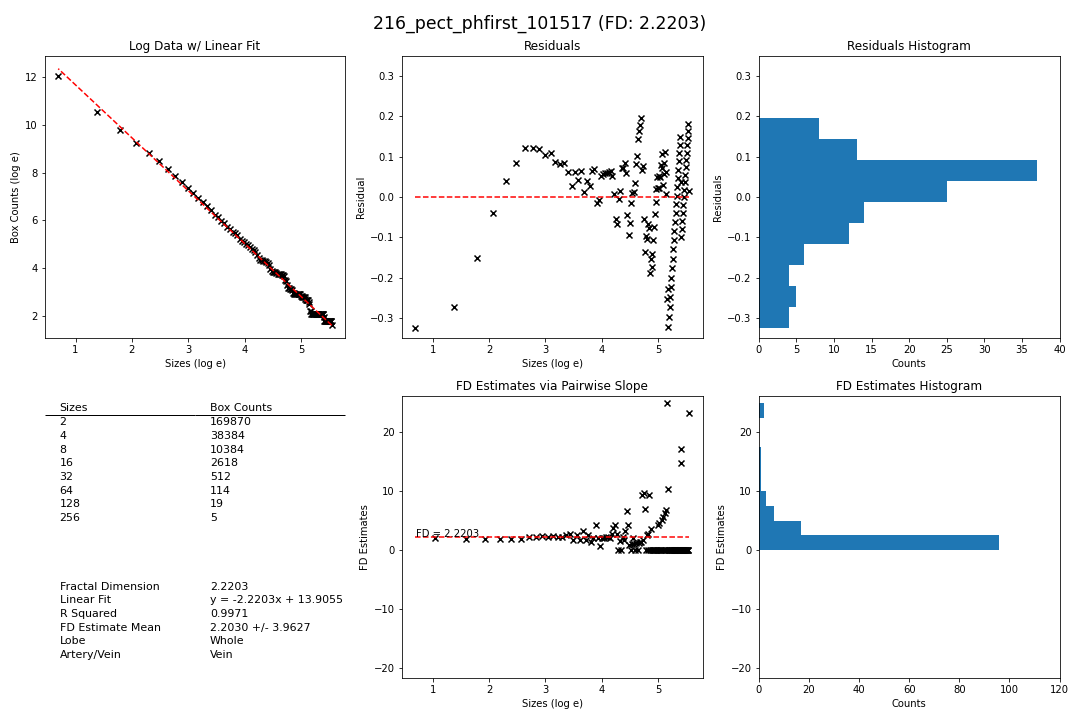 216_pect_phfirst_101517 (FD: 2.2203)
Log Data w/ Linear Fit
12
10
8
6
4
2
Box Counts (log e)
1 2 3 4 5
Sizes (log e)
Residuals
0.3
0.2
0.1
0.0
−0.1
−0.2
−0.3
Residual
1 2 3 4 5
Sizes (log e)
Residuals Histogram
0.3
0.2
0.1
0.0
−0.1
−0.2
−0.3
Residuals
0 5 10 15 20 25 30 35 40
Counts
Sizes Box Counts
2 169870
4 38384
8 10384
16 2618
32 512
64 114
128 19
256 5
Fractal Dimension 2.2203
Linear Fit y = -2.2203x + 13.9055
R Squared 0.9971
FD Estimate Mean 2.2030 +/- 3.9627
Lobe Whole
Artery/Vein Vein
FD Estimates via Pairwise Slope
20
10
0
−10
−20
FD Estimates
FD = 2.2203
1 2 3 4 5
Sizes (log e)
FD Estimates Histogram
20
10
0
−10
−20
FD Estimates
0 20 40 60 80 100 120
Counts